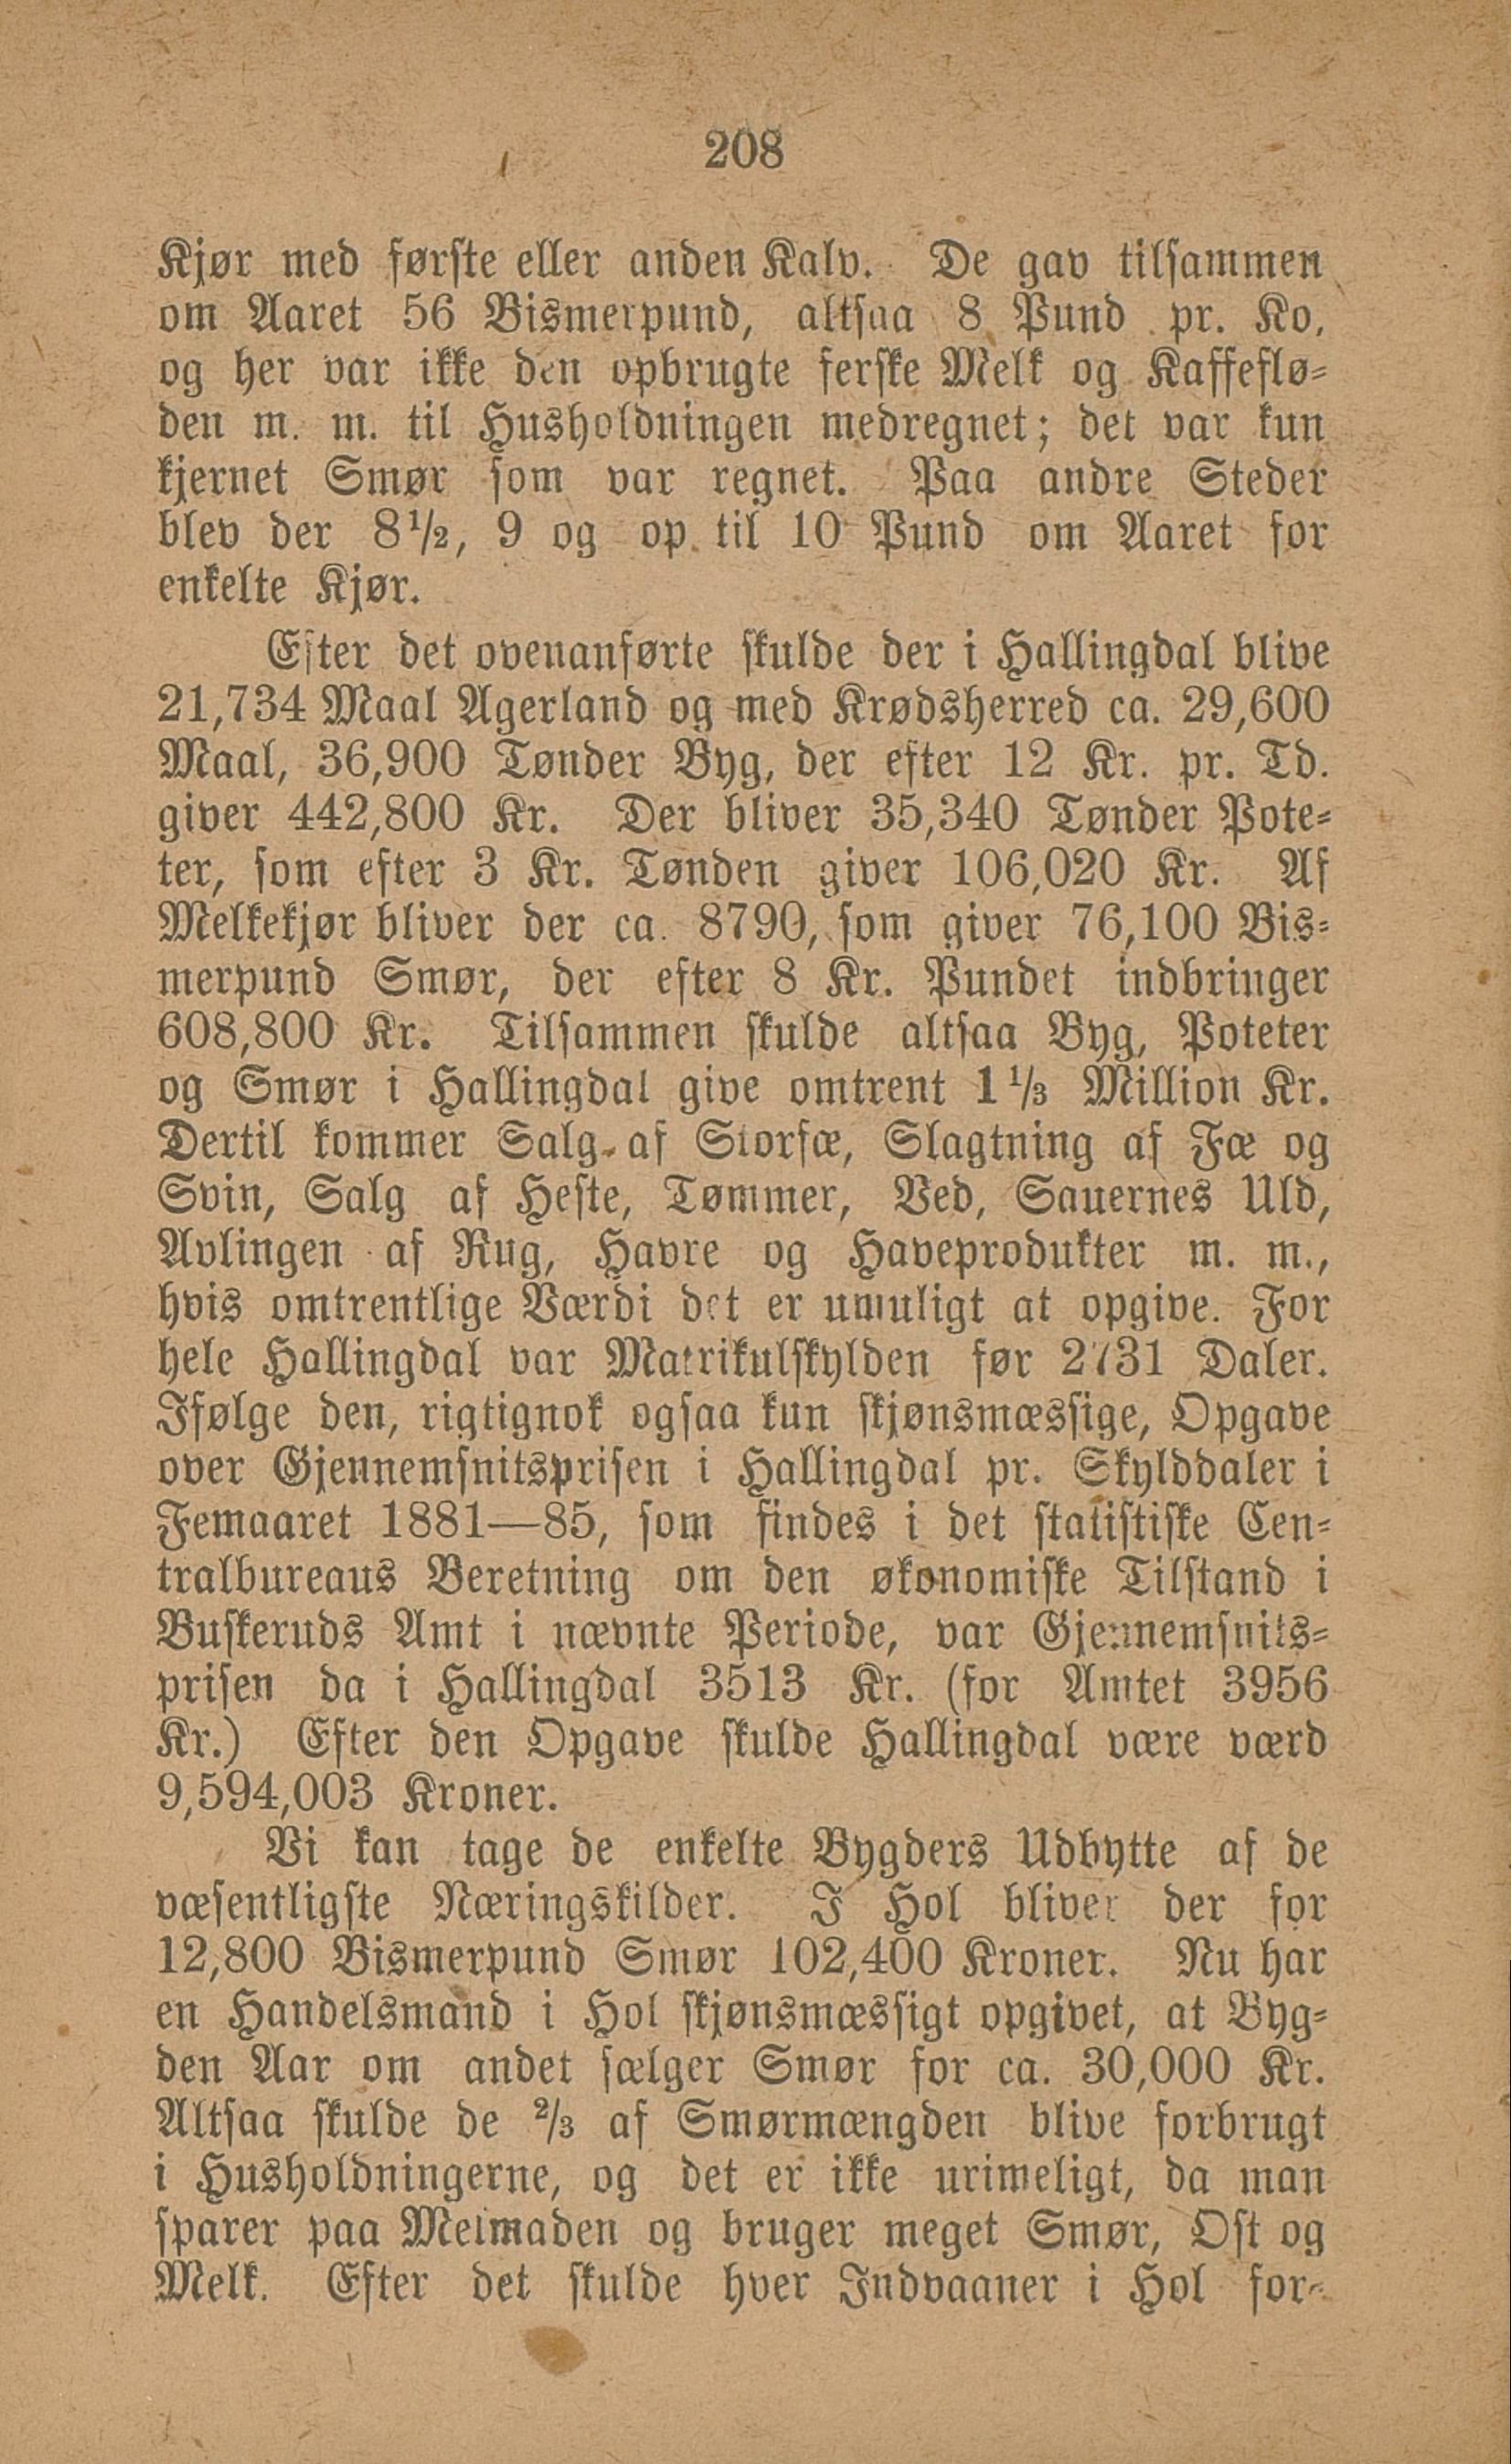 208
Kjør med første eller anden Kalv. De gav tilsammen
om Aaret 56 Bismerpund, altsaa 8 Pund pr. Ko,
og her var ikke den opbrugte ferske Melk og Kaffeflø-
den m. m. til Husholdningen medregnet; det var kun
kjernet Smør som var regnet. Paa andre Steder
blev der 8½, 9 og op til 10 Pund om Aaret for
enkelte Kjør.
Efter det ovenanførte skulde der i Hallingdal blive
21,734 Maal Agerland og med Krødsherred ca. 29,600
Maal, 36,900 Tønder Byg, der efter 12 Kr. pr. Td.
giver 442,800 Kr. Der bliver 35,340 Tønder Pote-
ter, som efter 3 Kr. Tønden giver 106,020 Kr. Af
Melkekjør bliver der ca. 8790, som giver 76,100 Bis-
merpund Smør, der efter 8 Kr. Pundet indbringer
608,800 Kr. Tilsammen skulde altsaa Byg, Poteter
og Smør i Hallingdal give omtrent 1⅓ Million Kr.
Dertil kommer Salg af Storfæ, Slagtning af Fæ og
Svin, Salg af Heste, Tømmer, Ved, Sauernes Uld,
Avlingen af Rug, Havre og Haveprodukter m. m.,
hvis omtrentlige Værdi det er umuligt at opgive. For
hele Hallingdal var Matrikulskylden før 2731 Daler.
Ifølge den, rigtignok ogsaa kun skjønsmæssige, Opgave
over Gjennemsnitsprisen i Hallingdal pr. Skylddaler i
Femaaret 1881—85, som findes i det statistiske Cen-
tralbureaus Beretning om den økonomiske Tilstand i
Buskeruds Amt i nævnte Periode, var Gjennemsnits-
prisen da i Hallingdal 3513 Kr. (for Amtet 3956
Kr.) Efter den Opgave skulde Hallingdal være værd
9,594,003 Kroner.
Vi kan tage de enkelte Bygders Udbytte af de
væsentligste Næringskilder. I Hol bliver der for
12,800 Bismerpund Smør 102,400 Kroner. Nu har
en Handelsmand i Hol skjønsmæssigt opgivet, at Byg-
den Aar om andet sælger Smør for ca. 30,000 Kr.
Altsaa skulde de ⅔ af Smørmængden blive forbrugt
i Husholdningerne, og det er ikke urimeligt, da man
sparer paa Melmaden og bruger meget Smør, Ost og
Melk. Efter det skulde hver Indvaaner i Hol for-